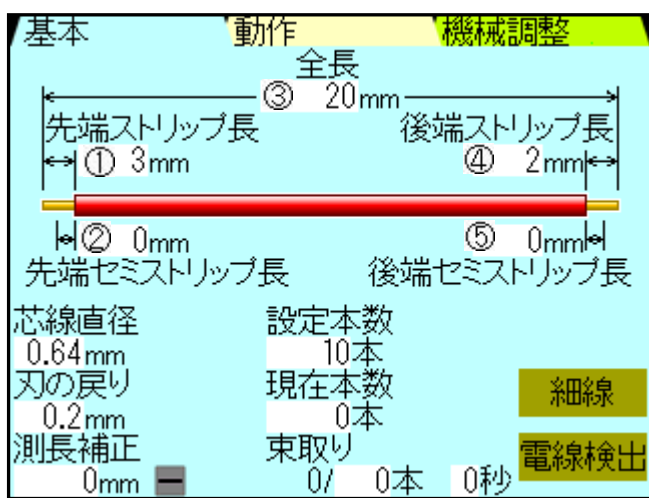 基本 動作 機械調整
全長
③ 20mm
先端ストリップ長 後端ストリップ長
① 3mm ④ 2mm
② 0mm ⑤ 0mm
先端セミストリップ長 後端セミストリップ長
芯線直径 設定本数
0.64mm 10本
刃の戻り 現在本数 細線
0.2mm 0本
測長補正 束取り 電線検出
0mm ー 0/ 0本 0秒